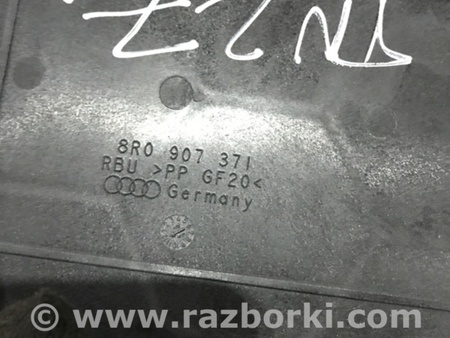 8R0 907 371
RBU >PP GF20<
Germany
© www.razborki.com